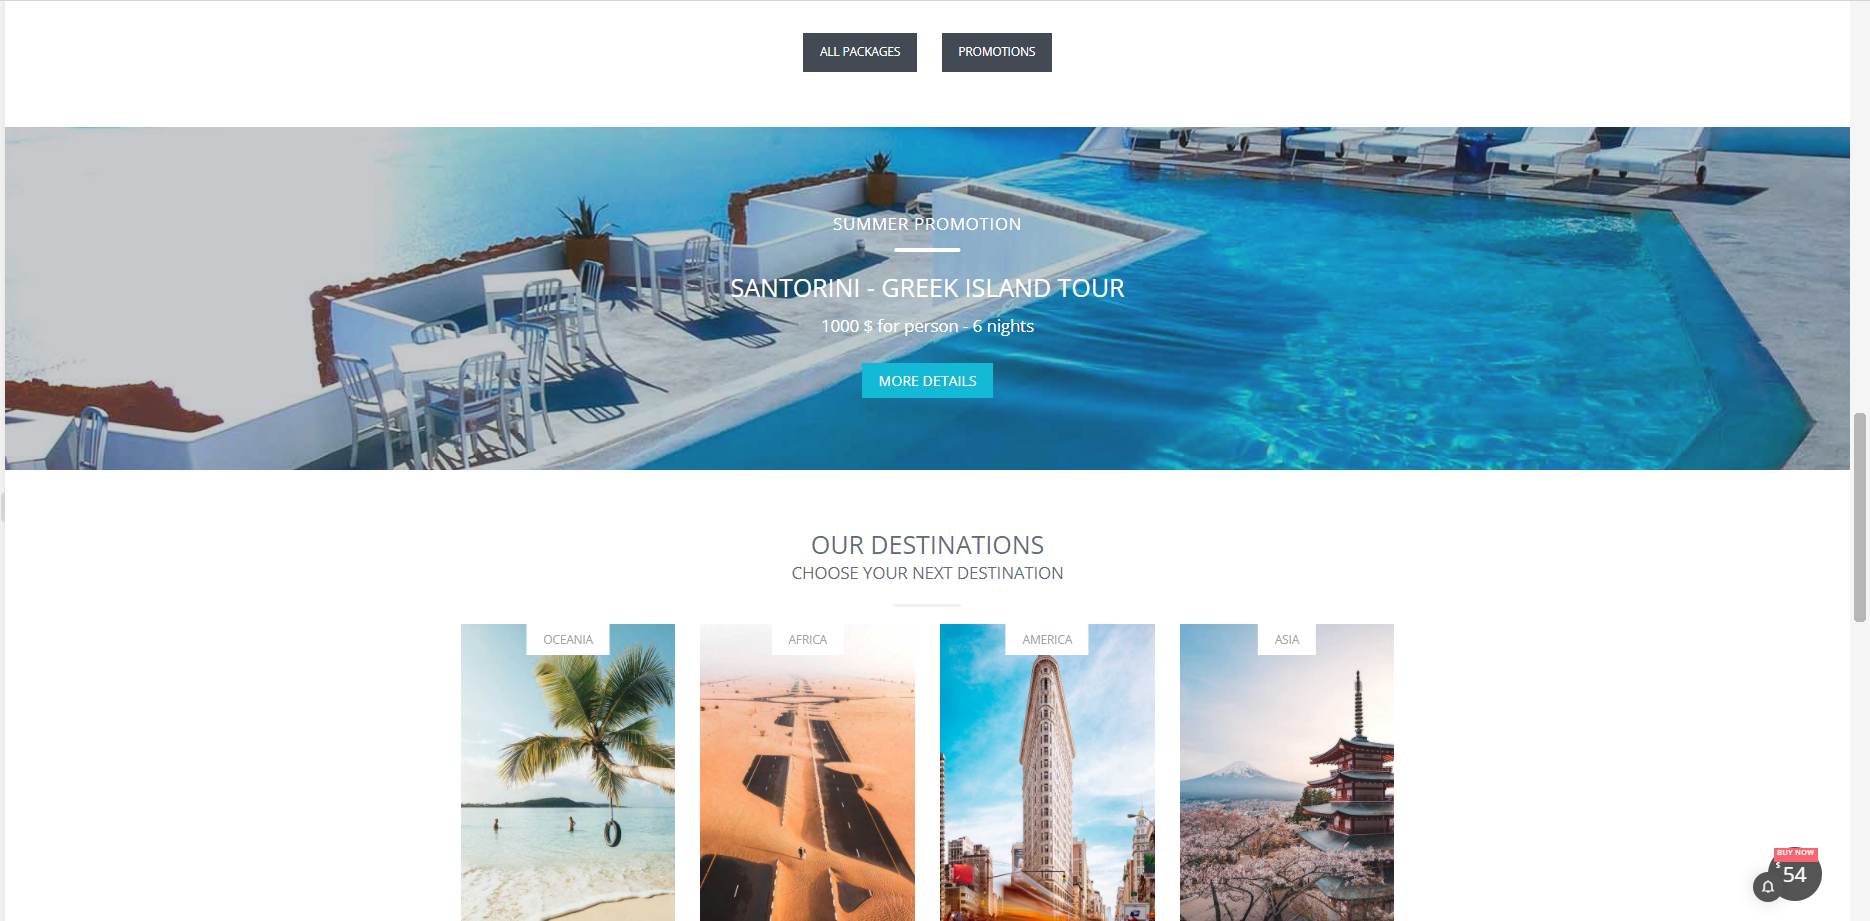 ALL PACKAGES
PROMOTIONS
SUMMER PROMOTION
SANTORINI - GREEK ISLAND TOUR
1000 $ for person - 6 nights
MORE DETAILS
OUR DESTINATIONS
CHOOSE YOUR NEXT DESTINATION
OCEANIA
AFRICA
AMERICA
ASIA
BUY NOW
$ 54